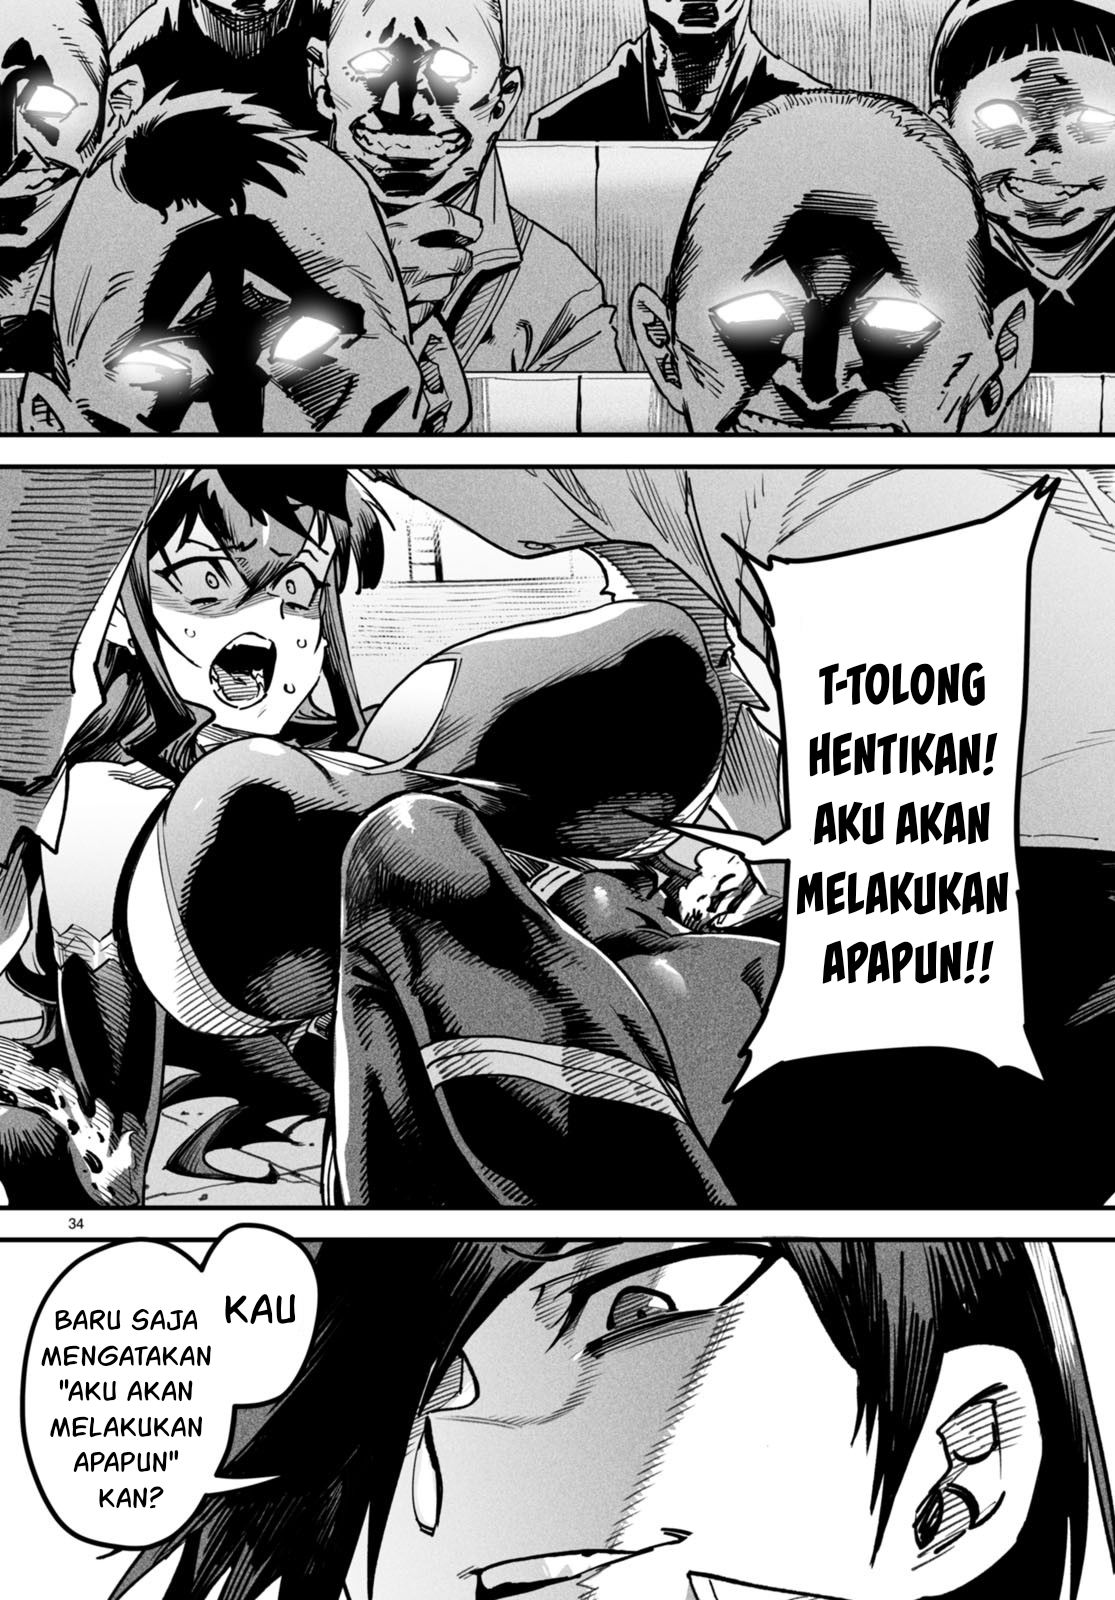 T-TOLONG
HENTIKAN!
AKU AKAN
MELAKUKAN
APAPUN!!
34
KAU
BARU SAJA
MENGATAKAN
"AKU AKAN
MELAKUKAN
APAPUN"
KAN?